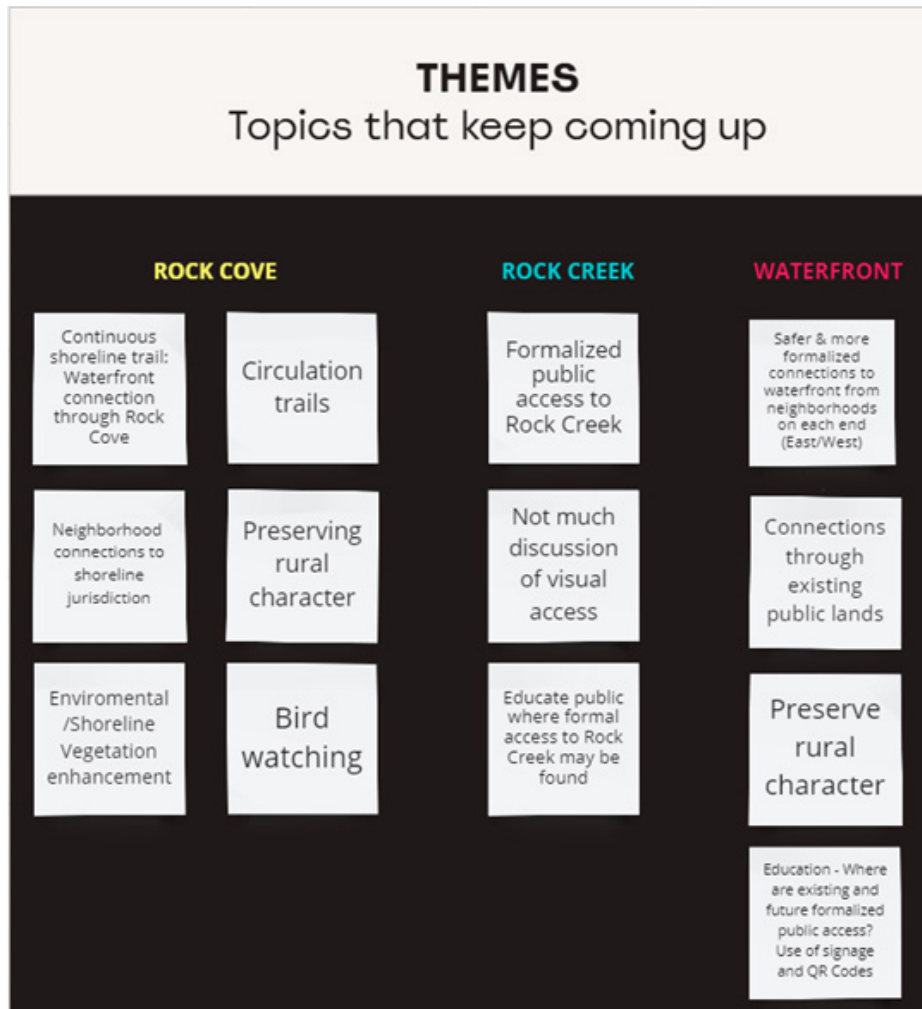 THEMES
Topics that keep coming up
ROCK COVE
Continuous
shoreline trail:
Waterfront
connection
through Rock
Cove
Circulation
trails
Neighborhood
connections to
shoreline
jurisdiction
Preserving
rural
character
Enviromental
/Shoreline
Vegetation
enhancement
Bird
watching
ROCK CREEK
Formalized
public
access to
Rock Creek
Not much
discussion
of visual
access
Educate public
where formal
access to Rock
Creek may be
found
WATERFRONT
Safer & more
formalized
connections to
waterfront from
neighborhoods
on each end
(East/West)
Connections
through
existing
public lands
Preserve
rural
character
Education - Where
are existing and
future formalized
public access?
Use of signage
and QR Codes